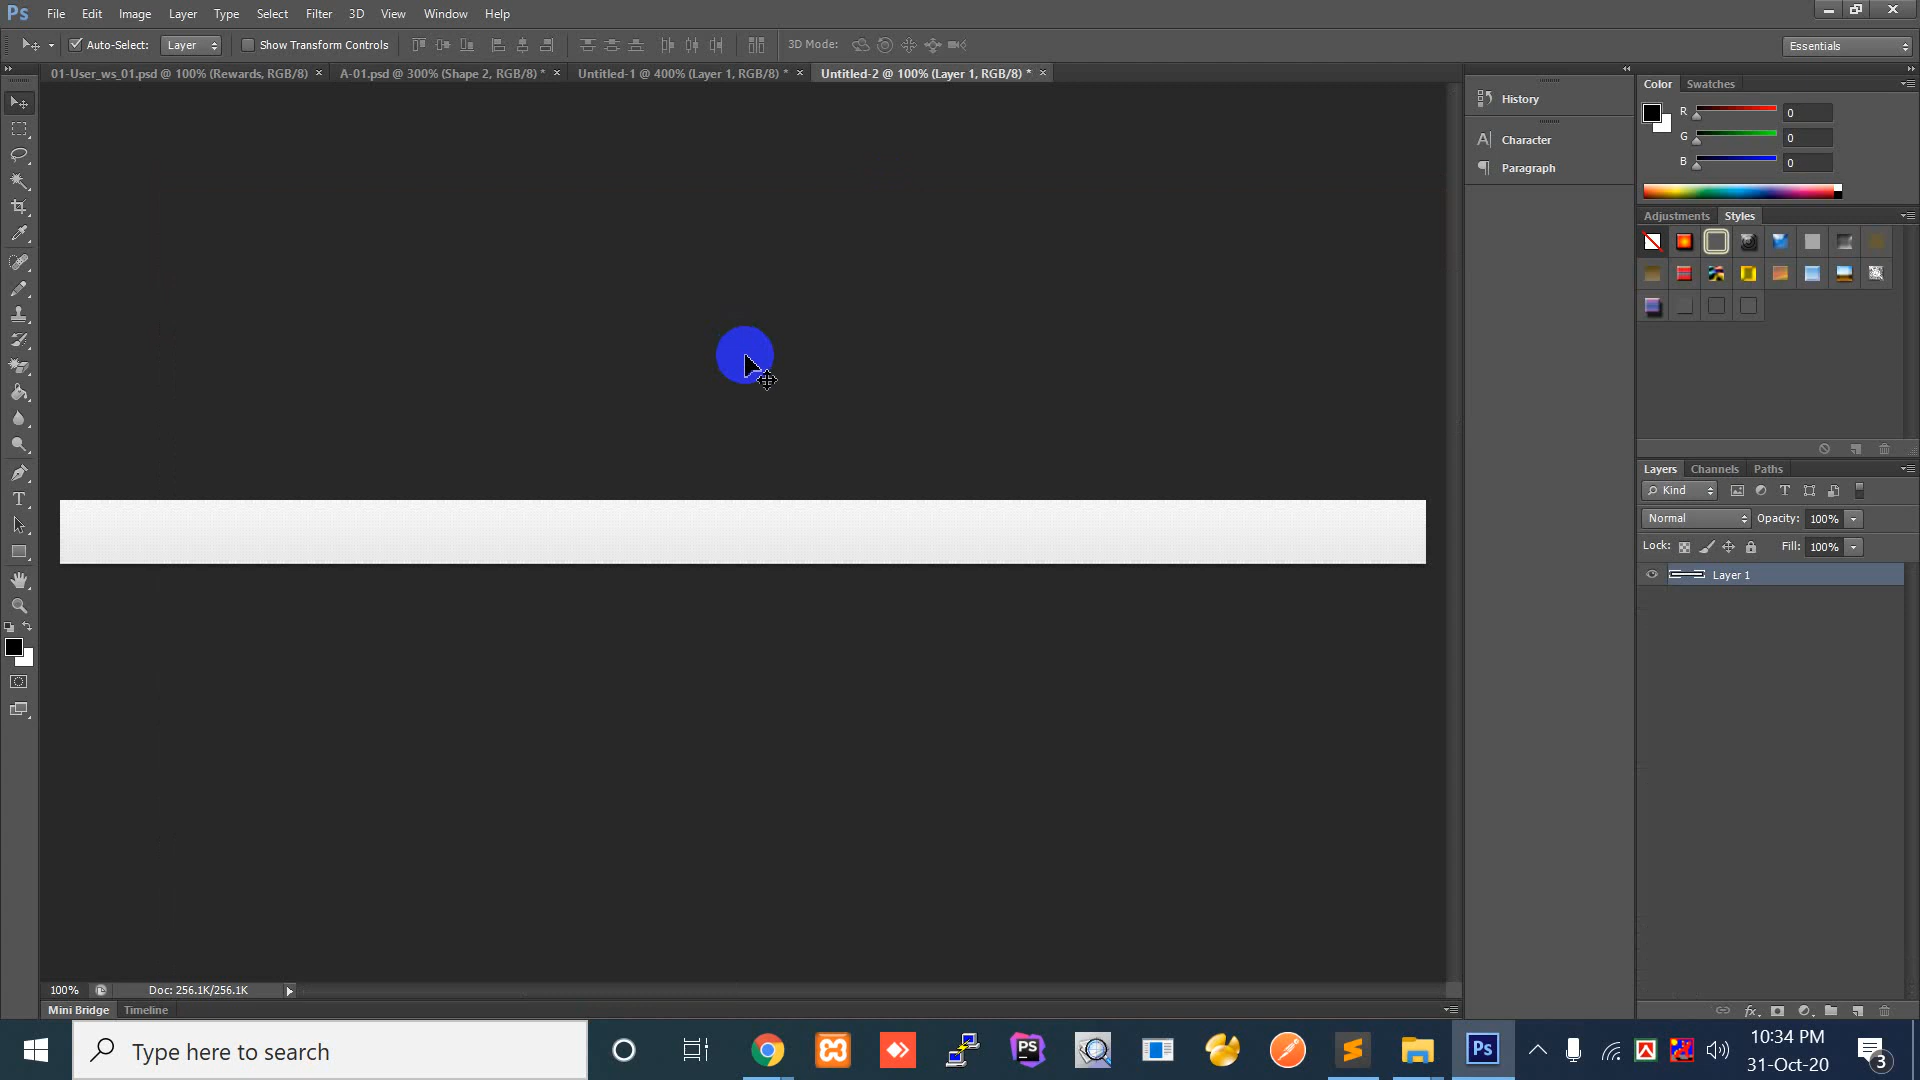 Ps File Edit Image Layer Type Select Filter 3D View Window Help
Auto-Select: Layer Show Transform Controls 3D Mode: Essentials
01-User_ws_01.psd @ 100% (Rewards, RGB/8) × A-01.psd @ 300% (Shape 2, RGB/8) * × Untitled-1 @ 400% (Layer 1, RGB/8) * × Untitled-2 @ 100% (Layer 1, RGB/8) * ×
History
Character
Paragraph
Color Swatches
R 0
G 0
B 0
Adjustments Styles
Layers Channels Paths
Kind
Normal Opacity: 100%
Lock: Fill: 100%
Layer 1
100% Doc: 256.1K/256.1K
Mini Bridge Timeline
Type here to search
PS
Ps
10:34 PM
31-Oct-20
3